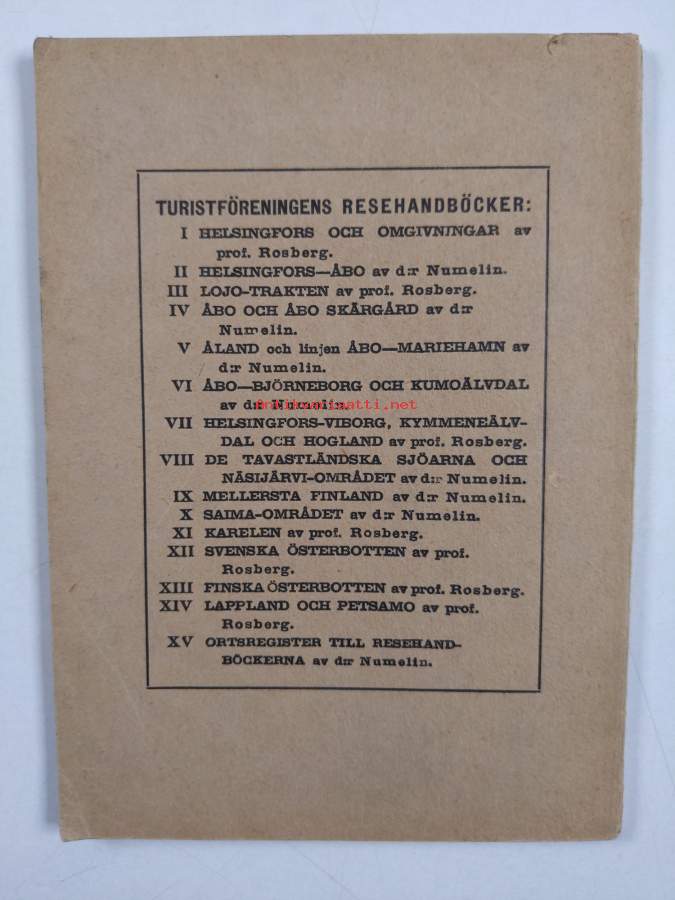 TURISTFÖRENINGENS RESEHANDBÖCKER:
I HELSINGFORS OCH OMGIVNINGAR av
prof. Rosberg.
II HELSINGFORS—ÅBO av d:r Numelin.
III LOJO-TRAKTEN av prof. Rosberg.
IV ÅBO OCH ÅBO SKÄRGÅRD av d:r
Numelin.
V ÅLAND och linjen ÅBO—MARIEHAMN av
d:r Numelin.
VI ÅBO—BJÖRNEBORG OCH KUMOÄLVDAL
av d:r Numelin.
Antikvariaatti.net
VII HELSINGFORS-VIBORG, KYMMENEÄLV-
DAL OCH HOGLAND av prof. Rosberg.
VIII DE TAVASTLÄNDSKA SJÖARNA OCH
NÄSIJÄRVI-OMRÅDET av d:r Numelin.
IX MELLERSTA FINLAND av d:r Numelin.
X SAIMA-OMRÅDET av d:r Numelin.
XI KARELEN av prof. Rosberg.
XII SVENSKA ÖSTERBOTTEN av prof.
Rosberg.
XIII FINSKA ÖSTERBOTTEN av prof. Rosberg.
XIV LAPPLAND OCH PETSAMO av prof.
Rosberg.
XV ORTSREGISTER TILL RESEHAND-
BÖCKERNA av d:r Numelin.